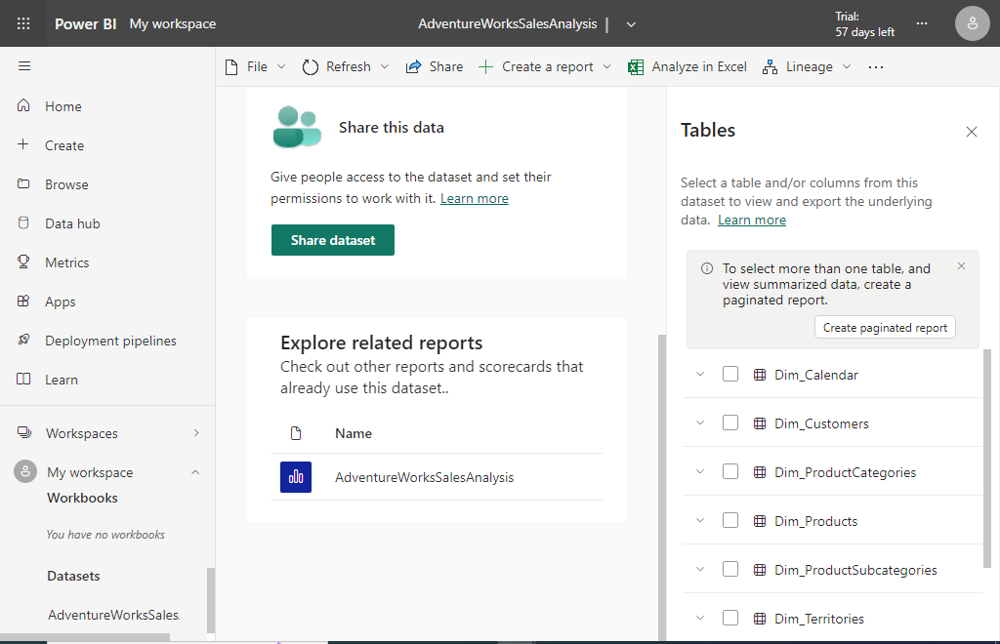 Power BI My workspace AdventureWorksSalesAnalysis |
Trial:
57 days left
File Refresh Share Create a report Analyze in Excel Lineage
Home
Create
Browse
Data hub
Metrics
Apps
Deployment pipelines
Learn
Workspaces
My workspace
Workbooks
You have no workbooks
Datasets
AdventureWorksSales.
Share this data
Give people access to the dataset and set their
permissions to work with it. Learn more
Share dataset
Explore related reports
Check out other reports and scorecards that
already use this dataset..
Name
AdventureWorksSalesAnalysis
Tables
Select a table and/or columns from this
dataset to view and export the underlying
data. Learn more
To select more than one table, and
view summarized data, create a
paginated report.
Create paginated report
Dim_Calendar
Dim_Customers
Dim_ProductCategories
Dim_Products
Dim_ProductSubcategories
Dim_Territories